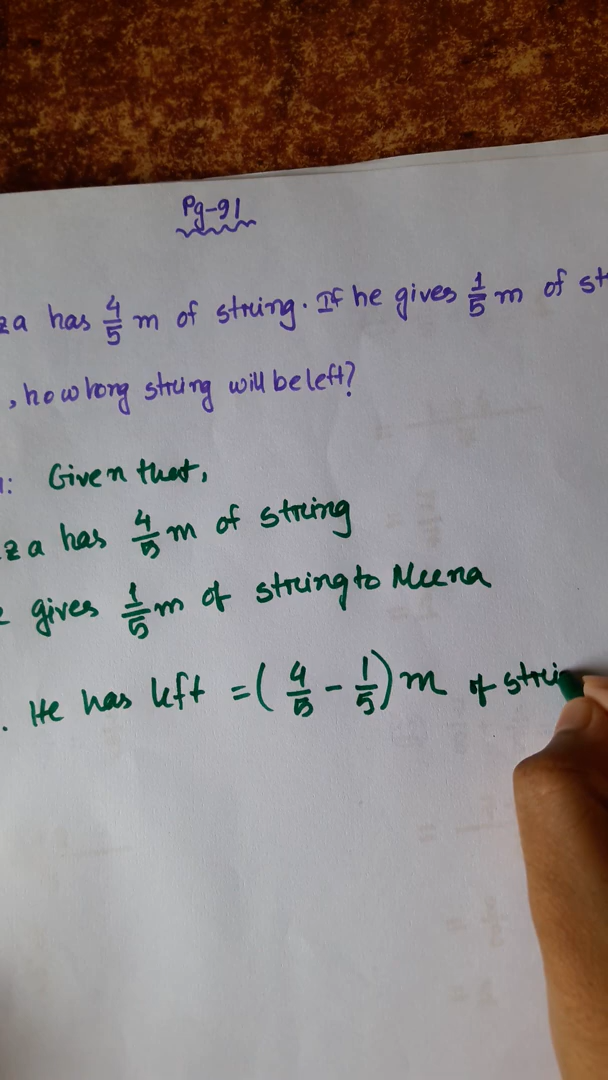 Pg-91
za has 4/5 m of string. If he gives 1/5 m of st
, how long string will be left?
: Given that,
za has 4/5 m of string
e gives 1/5 m of string to Meena
. He has left = (4/5 - 1/5) m of stri